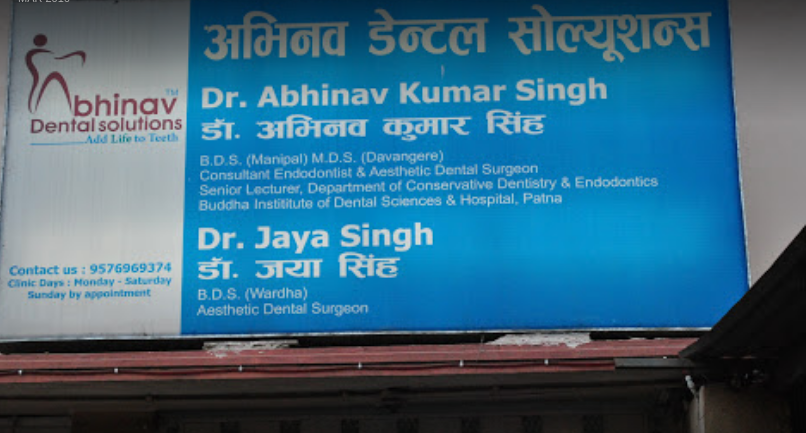 अभिनव डेन्टल सोल्यूशन्स
Abhinav TM
Dental solutions
Add Life to Teeth
Dr. Abhinav Kumar Singh
डॉ. अभिनव कुमार सिंह
B.D.S. (Manipal) M.D.S. (Davangere)
Consultant Endodontist & Aesthetic Dental Surgeon
Senior Lecturer, Department of Conservative Dentistry & Endodontics
Buddha Instititute of Dental Sciences & Hospital, Patna
Dr. Jaya Singh
डॉ. जया सिंह
B.D.S. (Wardha)
Aesthetic Dental Surgeon
Contact us : 9576969374
Clinic Days : Monday - Saturday
Sunday by appointment